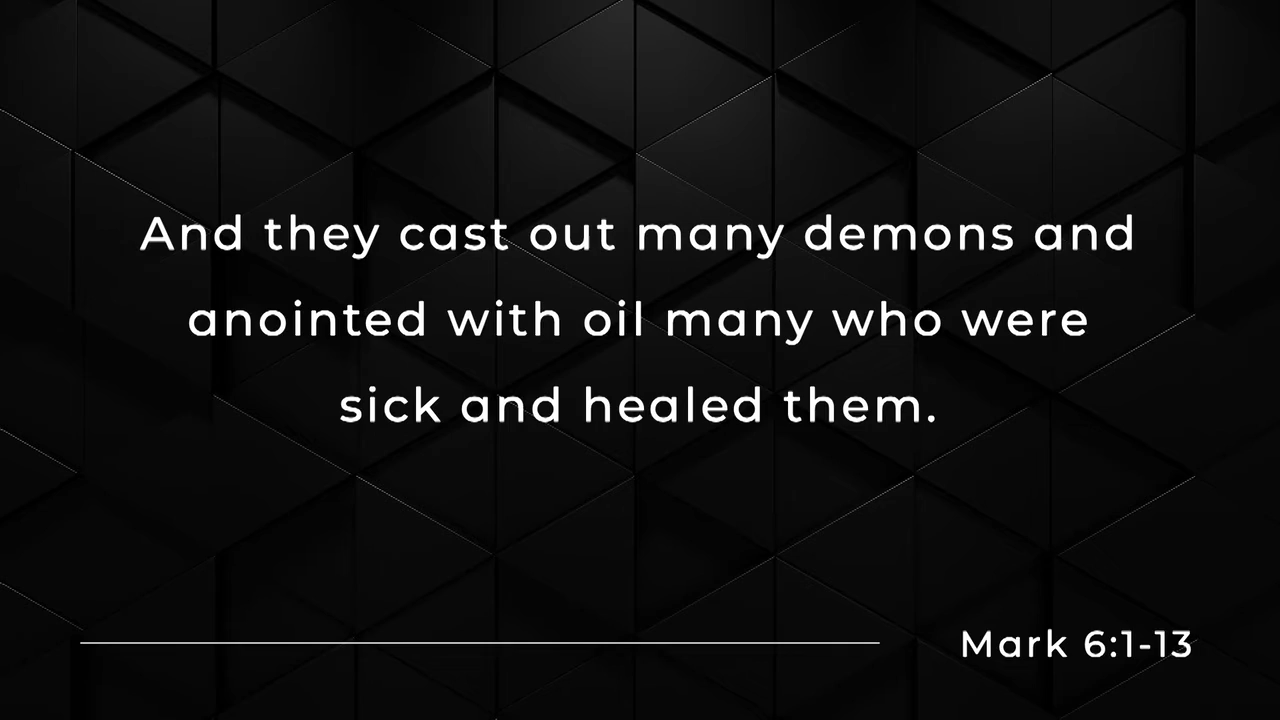 And they cast out many demons and
anointed with oil many who were
sick and healed them.
Mark 6:1-13